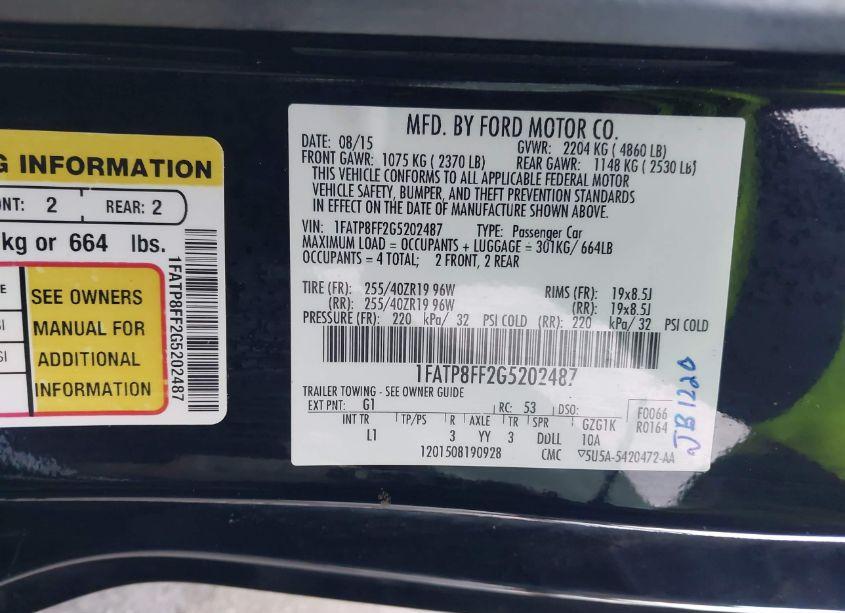 G INFORMATION
NT: 2 REAR: 2
kg or 664 lbs.
E
SI
SI
SEE OWNERS
MANUAL FOR
ADDITIONAL
INFORMATION
1FATP8FF2G5202487
MFD. BY FORD MOTOR CO.
DATE: 08/15 GVWR: 2204 KG ( 4860 LB)
FRONT GAWR: 1075 KG ( 2370 LB) REAR GAWR: 1148 KG ( 2530 LB)
THIS VEHICLE CONFORMS TO ALL APPLICABLE FEDERAL MOTOR
VEHICLE SAFETY, BUMPER, AND THEFT PREVENTION STANDARDS
IN EFFECT ON THE DATE OF MANUFACTURE SHOWN ABOVE.
VIN: 1FATP8FF2G5202487 TYPE: Passenger Car
MAXIMUM LOAD = OCCUPANTS + LUGGAGE = 301KG/ 664LB
OCCUPANTS = 4 TOTAL; 2 FRONT, 2 REAR
TIRE (FR): 255/40ZR19 96W RIMS (FR): 19x8.5J
(RR): 255/40ZR19 96W (RR): 19x8.5J
PRESSURE (FR): 220 kPa/ 32 PSI COLD (RR): 220 kPa/ 32 PSI COLD
1FATP8FF2G5202487
TRAILER TOWING - SEE OWNER GUIDE
EXT PNT: G1 RC: 53 DSO: F0066
INT TR TP/PS R AXLE TR SPR GZG1K R0164
L1 3 YY 3 DDLL 10A
1201508190928 CMC 5U5A-5420472-AA
JB1220